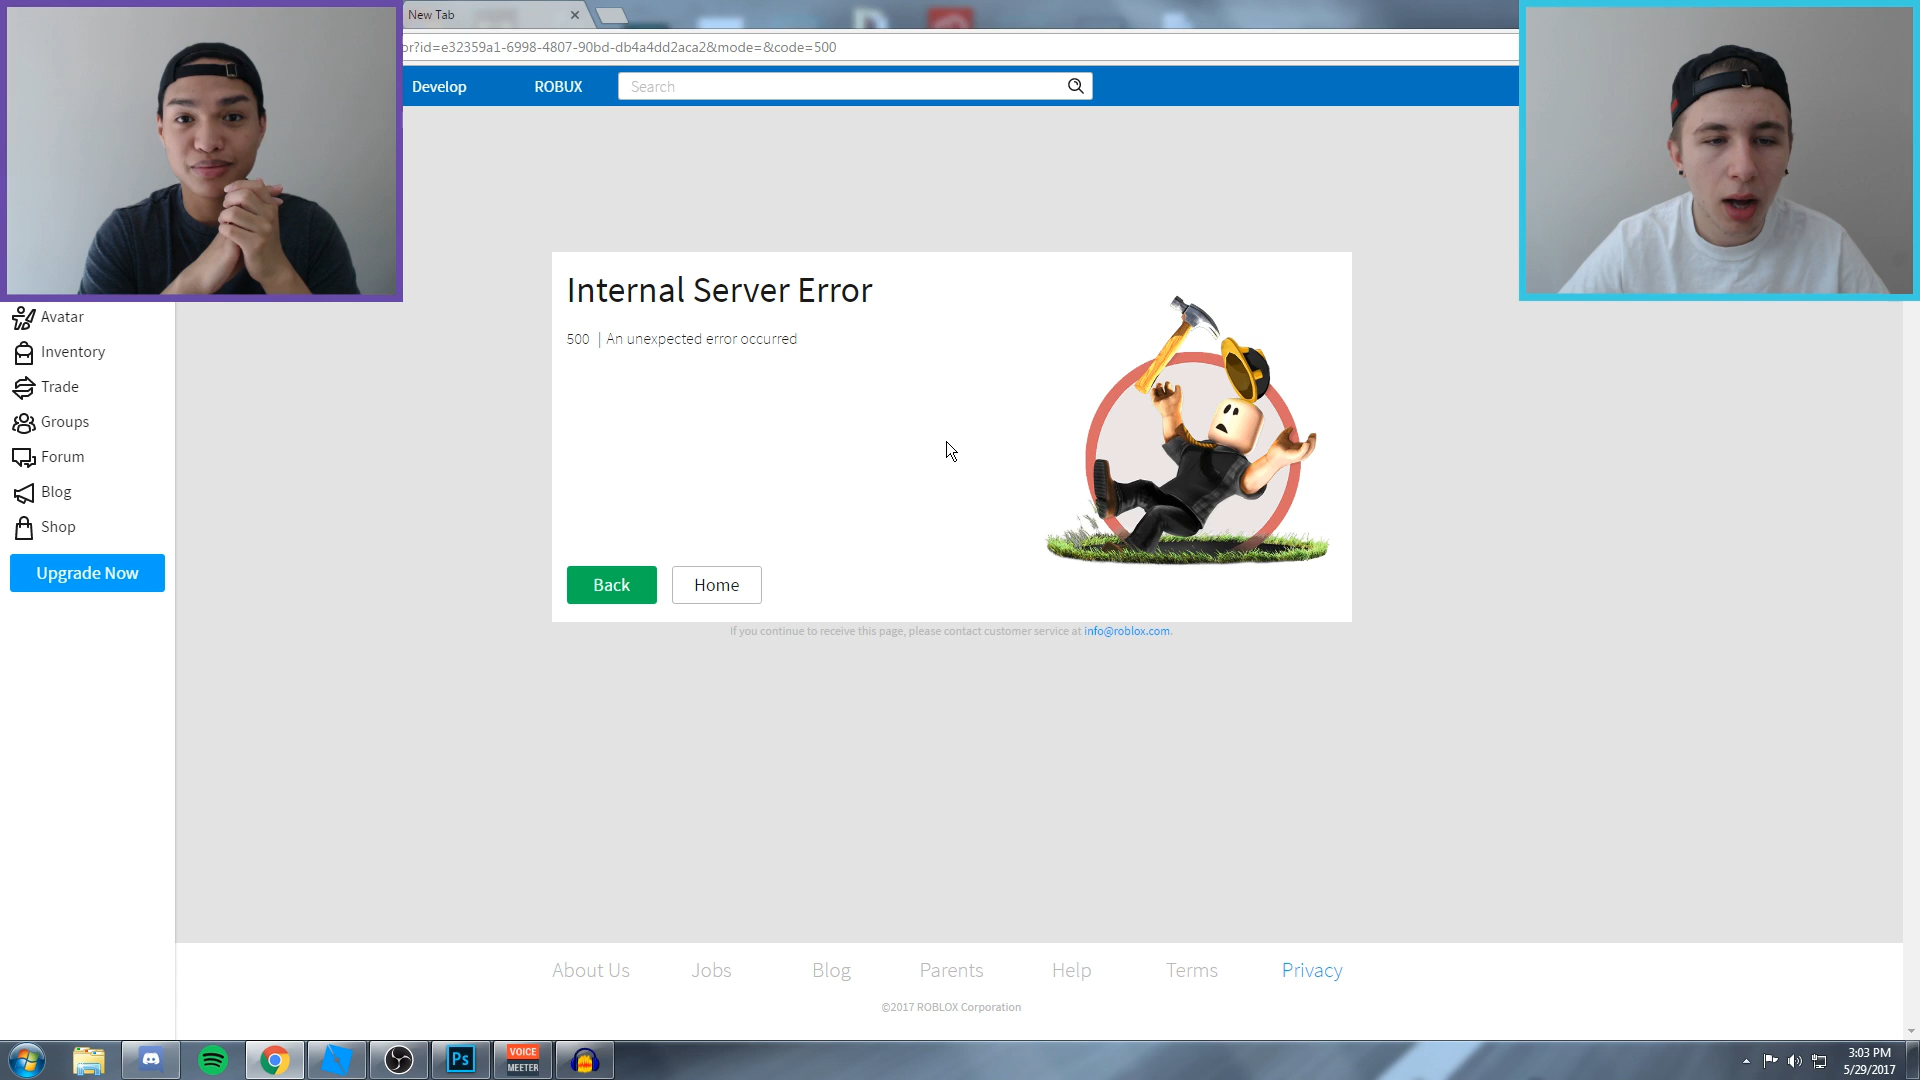 New Tab
or?id=e32359a1-6998-4807-90bd-db4a4dd2aca2&mode=&code=500
Develop
ROBUX
Search
Internal Server Error
500 | An unexpected error occurred
Avatar
Inventory
Trade
Groups
Forum
Blog
Shop
Upgrade Now
Back
Home
If you continue to receive this page, please contact customer service at info@roblox.com.
About Us
Jobs
Blog
Parents
Help
Terms
Privacy
©2017 ROBLOX Corporation
Ps
VOICE
MEETER
3:03 PM
5/29/2017